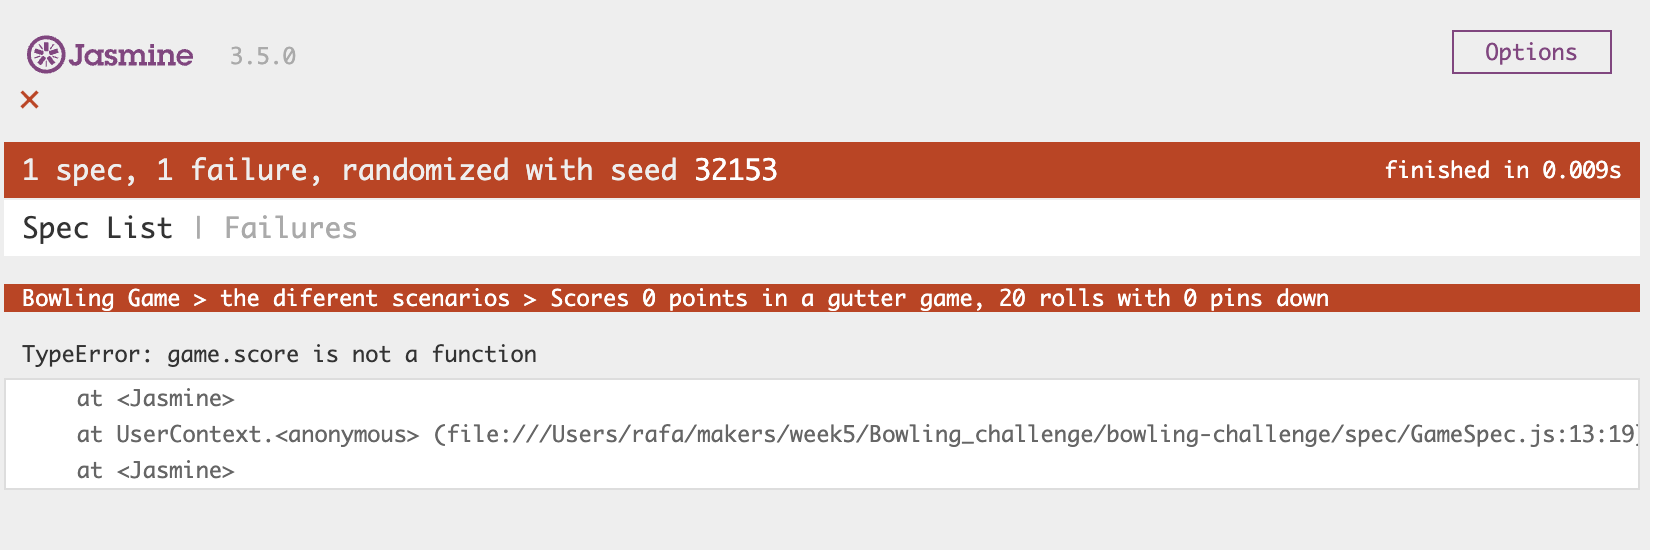 Jasmine 3.5.0 Options
×
1 spec, 1 failure, randomized with seed 32153 finished in 0.009s
Spec List | Failures
Bowling Game > the diferent scenarios > Scores 0 points in a gutter game, 20 rolls with 0 pins down
TypeError: game.score is not a function
at <Jasmine>
at UserContext.<anonymous> (file:///Users/rafa/makers/week5/Bowling_challenge/bowling-challenge/spec/GameSpec.js:13:19)
at <Jasmine>